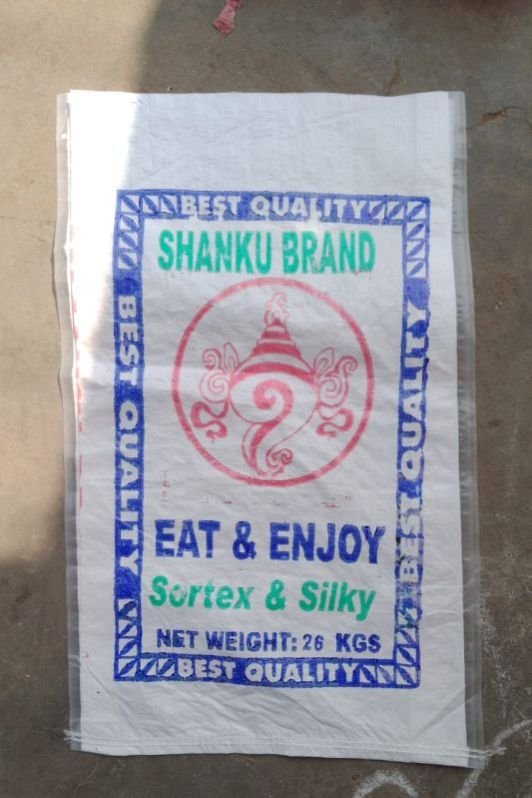 BEST QUALITY
SHANKU BRAND
BEST QUALITY
BEST QUALITY
EAT & ENJOY
Sortex & Silky
NET WEIGHT: 26 KGS
BEST QUALITY